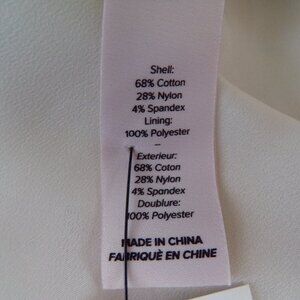 Shell:
68% Cotton
28% Nylon
4% Spandex
Lining:
100% Polyester
–
Exterieur:
68% Coton
28% Nylon
4% Spandex
Doublure:
100% Polyester
MADE IN CHINA
FABRIQUÈ EN CHINE